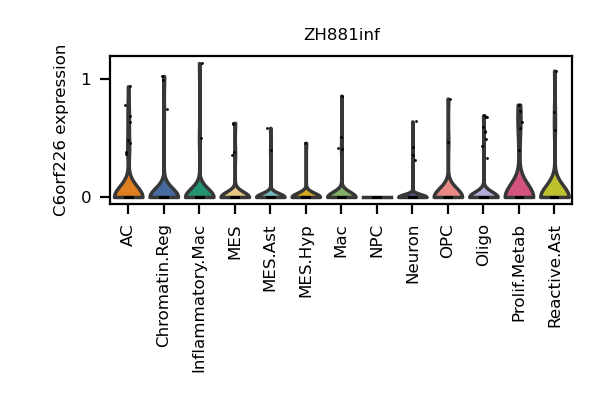 ZH881inf
C6orf226 expression
1
0
AC
Chromatin.Reg
Inflammatory.Mac
MES
MES.Ast
MES.Hyp
Mac
NPC
Neuron
OPC
Oligo
Prolif.Metab
Reactive.Ast